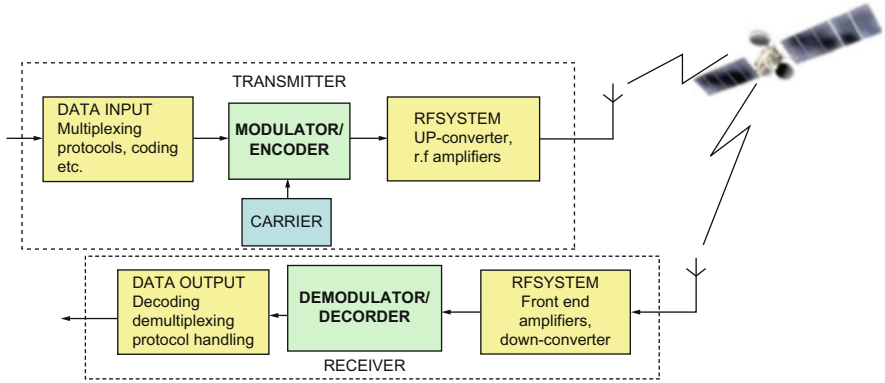 TRANSMITTER
DATA INPUT
Multiplexing
protocols, coding
etc.
MODULATOR/
ENCODER
RFSYSTEM
UP-converter,
r.f amplifiers
CARRIER
DATA OUTPUT
Decoding
demultiplexing
protocol handling
DEMODULATOR/
DECORDER
RFSYSTEM
Front end
amplifiers,
down-converter
RECEIVER